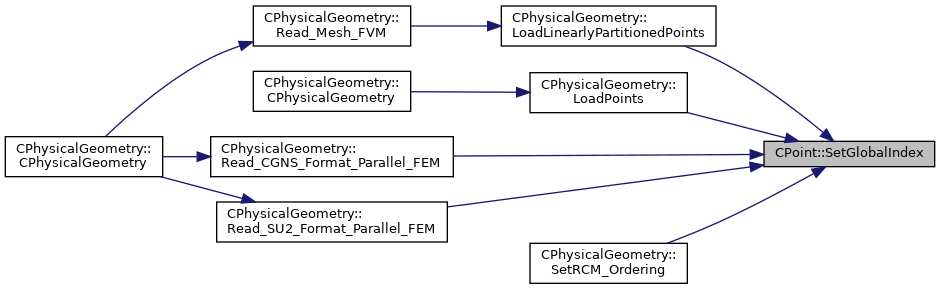 CPhysicalGeometry::
Read_Mesh_FVM
CPhysicalGeometry::
LoadLinearlyPartitionedPoints
CPhysicalGeometry::
CPhysicalGeometry
CPhysicalGeometry::
LoadPoints
CPhysicalGeometry::
CPhysicalGeometry
CPhysicalGeometry::
Read_CGNS_Format_Parallel_FEM
CPoint::SetGlobalIndex
CPhysicalGeometry::
Read_SU2_Format_Parallel_FEM
CPhysicalGeometry::
SetRCM_Ordering